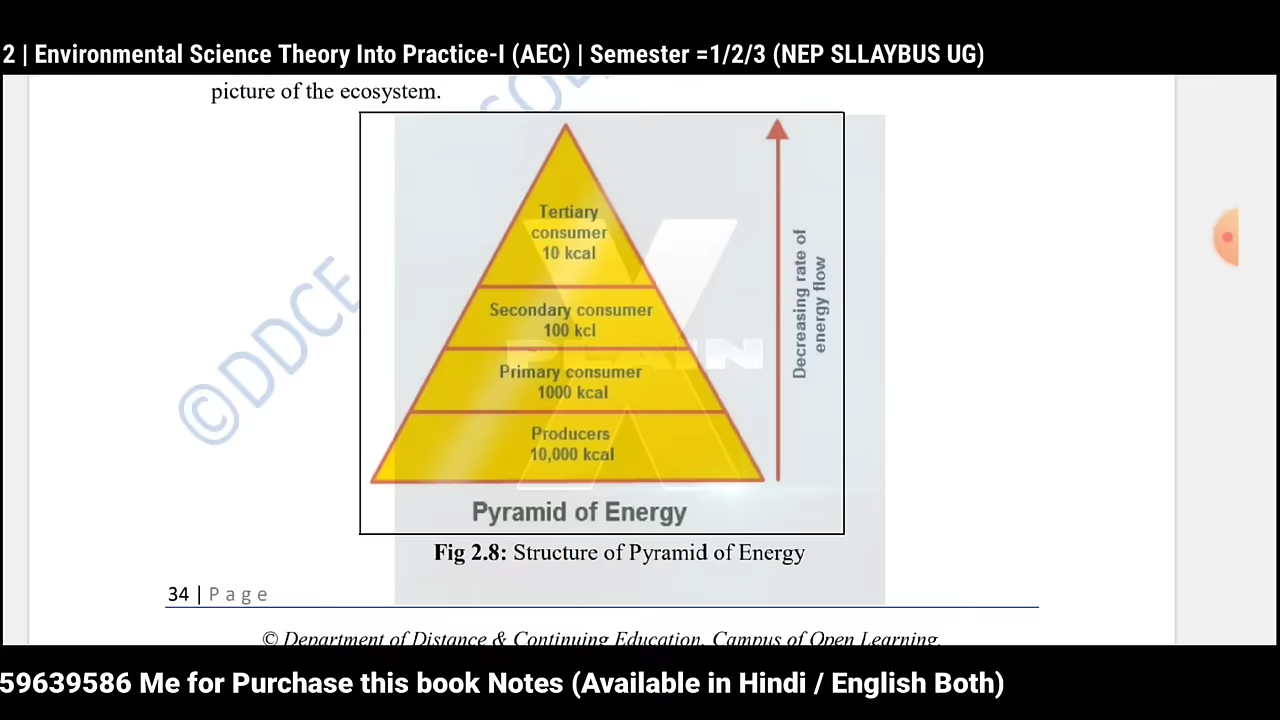 2 | Environmental Science Theory Into Practice-I (AEC) | Semester =1/2/3 (NEP SLLAYBUS UG)
picture of the ecosystem.
Tertiary
consumer
10 kcal
Secondary consumer
100 kcl
Primary consumer
1000 kcal
Producers
10,000 kcal
Decreasing rate of
energy flow
Pyramid of Energy
Fig 2.8: Structure of Pyramid of Energy
©DDCE
PLAIN
34 | Page
© Department of Distance & Continuing Education, Campus of Open Learning,
59639586 Me for Purchase this book Notes (Available in Hindi / English Both)